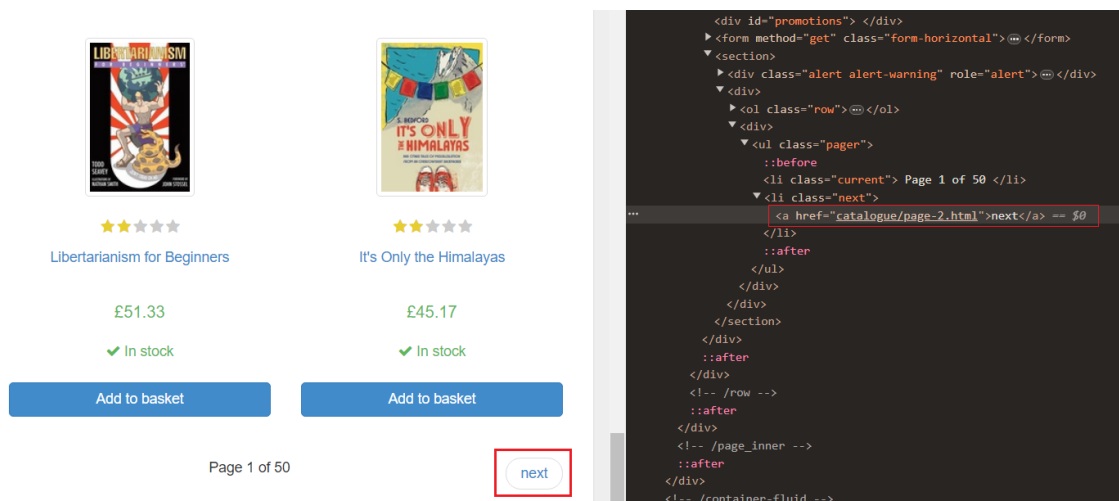 LIBERTARIANISM
FOR BEGINNERS
TODD
SEAVEY
NATHAN SMITH
JOHN STOSSEL
S. BEDFORD
IT'S ONLY
THE HIMALAYAS
Libertarianism for Beginners
It's Only the Himalayas
£51.33
£45.17
In stock
In stock
Add to basket
Add to basket
Page 1 of 50
next
<div id="promotions"> </div>
<form method="get" class="form-horizontal">…</form>
<section>
<div class="alert alert-warning" role="alert">…</div>
<div>
<ol class="row">…</ol>
<div>
<ul class="pager">
::before
<li class="current"> Page 1 of 50 </li>
<li class="next">
… <a href="catalogue/page-2.html">next</a> == $0
</li>
::after
</ul>
</div>
</div>
</section>
</div>
::after
</div>
<!-- /row -->
::after
</div>
<!-- /page_inner -->
::after
</div>
<!-- /container-fluid -->